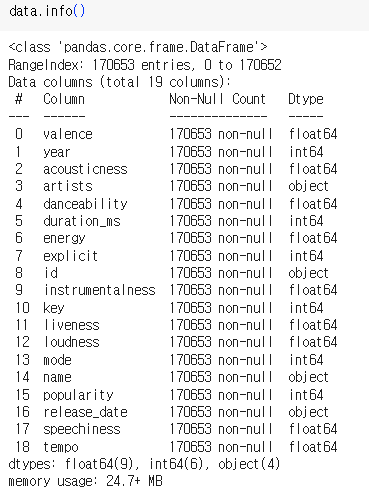 data.info()
<class 'pandas.core.frame.DataFrame'>
RangeIndex: 170653 entries, 0 to 170652
Data columns (total 19 columns):
 #   Column            Non-Null Count   Dtype
---  ------            --------------   -----
 0   valence           170653 non-null  float64
 1   year              170653 non-null  int64
 2   acousticness      170653 non-null  float64
 3   artists           170653 non-null  object
 4   danceability      170653 non-null  float64
 5   duration_ms       170653 non-null  int64
 6   energy            170653 non-null  float64
 7   explicit          170653 non-null  int64
 8   id                170653 non-null  object
 9   instrumentalness  170653 non-null  float64
 10  key               170653 non-null  int64
 11  liveness          170653 non-null  float64
 12  loudness          170653 non-null  float64
 13  mode              170653 non-null  int64
 14  name              170653 non-null  object
 15  popularity        170653 non-null  int64
 16  release_date      170653 non-null  object
 17  speechiness       170653 non-null  float64
 18  tempo             170653 non-null  float64
dtypes: float64(9), int64(6), object(4)
memory usage: 24.7+ MB